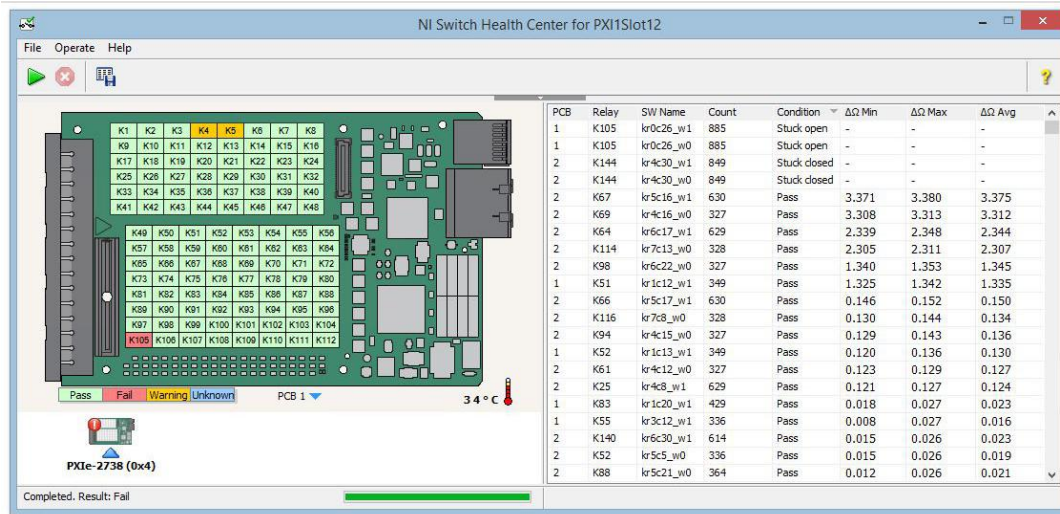 NI Switch Health Center for PXI1Slot12
File Operate Help
K1 K2 K3 K4 K5 K6 K7 K8
K9 K10 K11 K12 K13 K14 K15 K16
K17 K18 K19 K20 K21 K22 K23 K24
K25 K26 K27 K28 K29 K30 K31 K32
K33 K34 K35 K36 K37 K38 K39 K40
K41 K42 K43 K44 K45 K46 K47 K48
K49 K50 K51 K52 K53 K54 K55 K56
K57 K58 K59 K60 K61 K62 K63 K64
K65 K66 K67 K68 K69 K70 K71 K72
K73 K74 K75 K76 K77 K78 K79 K80
K81 K82 K83 K84 K85 K86 K87 K88
K89 K90 K91 K92 K93 K94 K95 K96
K97 K98 K99 K100 K101 K102 K103 K104
K105 K106 K107 K108 K109 K110 K111 K112
Pass Fail Warning Unknown PCB 1 34°C
PXIe-2738 (0x4)
PCB Relay SW Name Count Condition ΔΩ Min ΔΩ Max ΔΩ Avg
1 K105 kr0c26_w1 885 Stuck open - - -
1 K105 kr0c26_w0 885 Stuck open - - -
2 K144 kr4c30_w1 849 Stuck closed - - -
2 K144 kr4c30_w0 849 Stuck closed - - -
2 K67 kr5c16_w1 630 Pass 3.371 3.380 3.375
2 K69 kr4c16_w0 327 Pass 3.308 3.313 3.312
2 K64 kr6c17_w1 629 Pass 2.339 2.348 2.344
2 K114 kr7c13_w0 328 Pass 2.305 2.311 2.307
2 K98 kr6c22_w0 327 Pass 1.340 1.353 1.345
1 K51 kr1c12_w1 349 Pass 1.325 1.342 1.335
2 K66 kr5c17_w1 630 Pass 0.146 0.152 0.150
2 K116 kr7c8_w0 328 Pass 0.130 0.144 0.134
2 K94 kr4c15_w0 327 Pass 0.129 0.143 0.136
1 K52 kr1c13_w1 349 Pass 0.120 0.136 0.130
2 K61 kr4c12_w0 327 Pass 0.123 0.129 0.127
2 K25 kr4c8_w1 629 Pass 0.121 0.127 0.124
1 K83 kr1c20_w1 429 Pass 0.018 0.027 0.023
1 K55 kr3c12_w1 336 Pass 0.008 0.027 0.016
2 K140 kr6c30_w1 614 Pass 0.015 0.026 0.023
2 K52 kr5c5_w0 336 Pass 0.015 0.026 0.019
2 K88 kr5c21_w0 364 Pass 0.012 0.026 0.021
Completed. Result: Fail